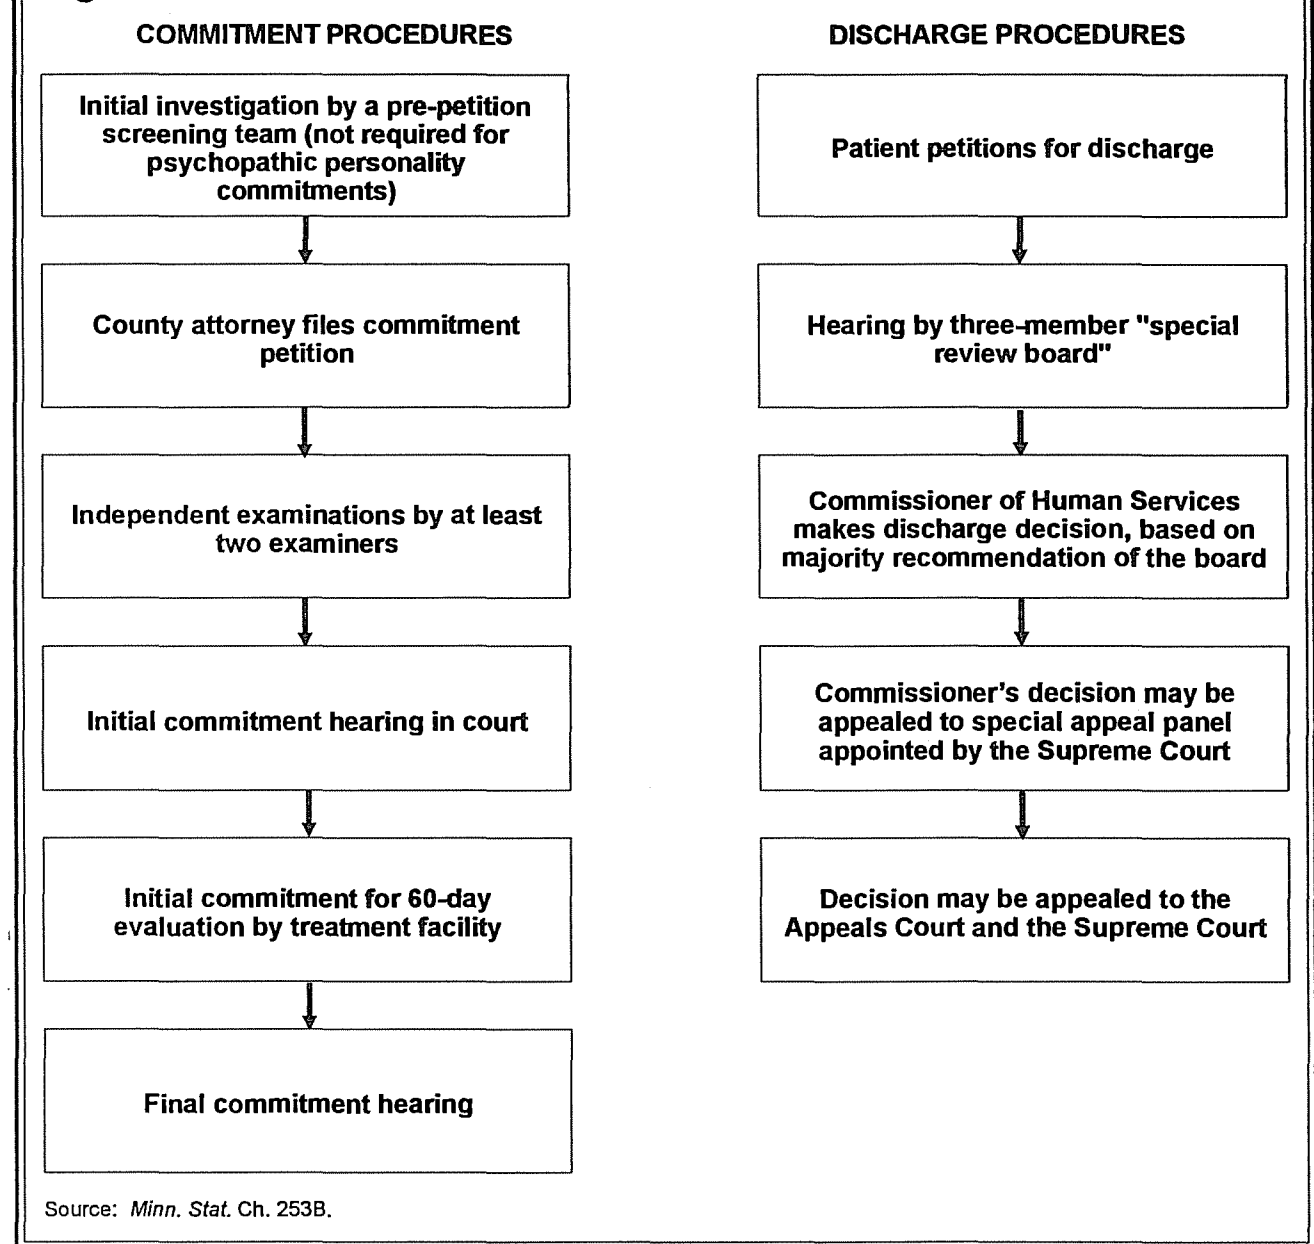 COMMITMENT PROCEDURES
Initial investigation by a pre-petition
screening team (not required for
psychopathic personality
commitments)
County attorney files commitment
petition
Independent examinations by at least
two examiners
Initial commitment hearing in court
Initial commitment for 60-day
evaluation by treatment facility
Final commitment hearing
DISCHARGE PROCEDURES
Patient petitions for discharge
Hearing by three-member "special
review board"
Commissioner of Human Services
makes discharge decision, based on
majority recommendation of the board
Commissioner's decision may be
appealed to special appeal panel
appointed by the Supreme Court
Decision may be appealed to the
Appeals Court and the Supreme Court
Source: Minn. Stat. Ch. 253B.